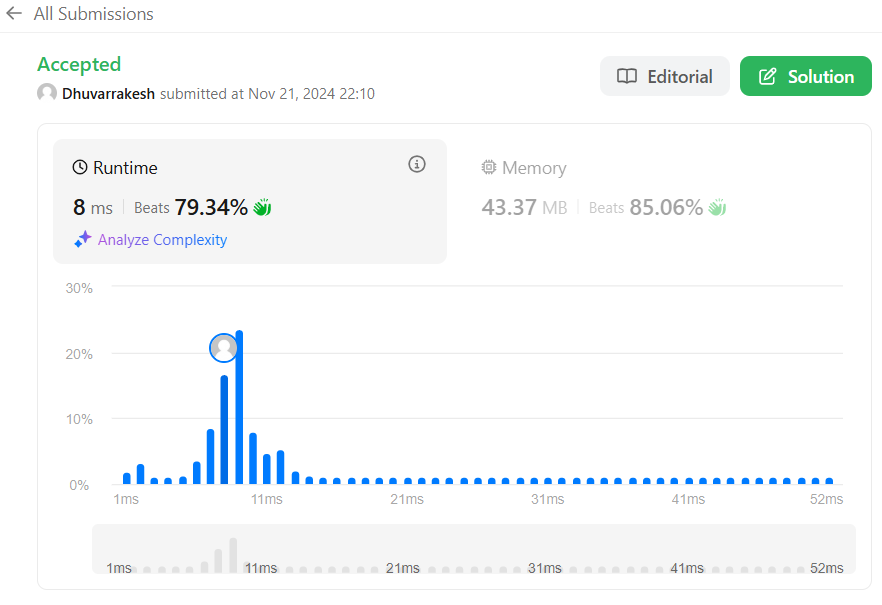 All Submissions
Accepted
Dhuvarrakesh submitted at Nov 21, 2024 22:10
Editorial
Solution
Runtime
8 ms Beats 79.34%
Analyze Complexity
Memory
43.37 MB Beats 85.06%
30%
20%
10%
0%
1ms 11ms 21ms 31ms 41ms 52ms
1ms 11ms 21ms 31ms 41ms 52ms